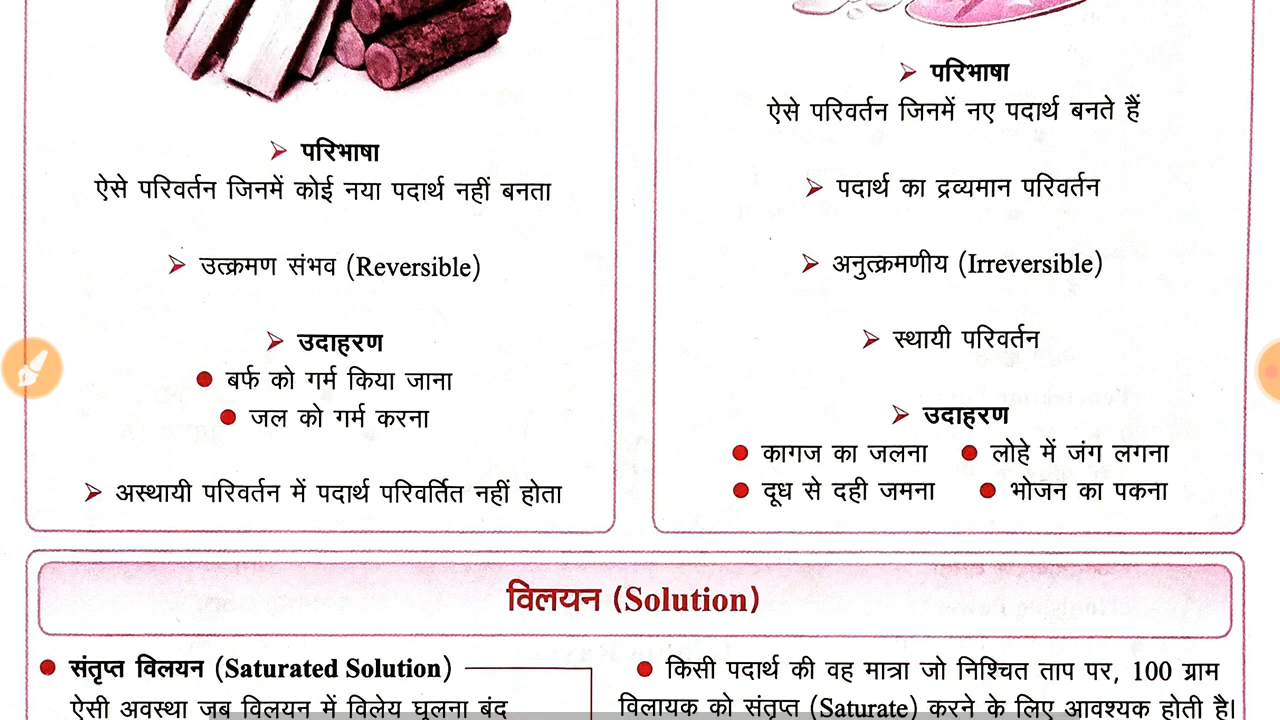 ➢ परिभाषा
ऐसे परिवर्तन जिनमें कोई नया पदार्थ नहीं बनता
➢ उत्क्रमण संभव (Reversible)
➢ उदाहरण
● बर्फ को गर्म किया जाना
● जल को गर्म करना
➢ अस्थायी परिवर्तन में पदार्थ परिवर्तित नहीं होता
➢ परिभाषा
ऐसे परिवर्तन जिनमें नए पदार्थ बनते हैं
➢ पदार्थ का द्रव्यमान परिवर्तन
➢ अनुत्क्रमणीय (Irreversible)
➢ स्थायी परिवर्तन
➢ उदाहरण
● कागज का जलना ● लोहे में जंग लगना
● दूध से दही जमना ● भोजन का पकना
विलयन (Solution)
● संतृप्त विलयन (Saturated Solution)
ऐसी अवस्था जब विलयन में विलेय घुलना बंद
● किसी पदार्थ की वह मात्रा जो निश्चित ताप पर, 100 ग्राम
विलायक को संतृप्त (Saturate) करने के लिए आवश्यक होती है।